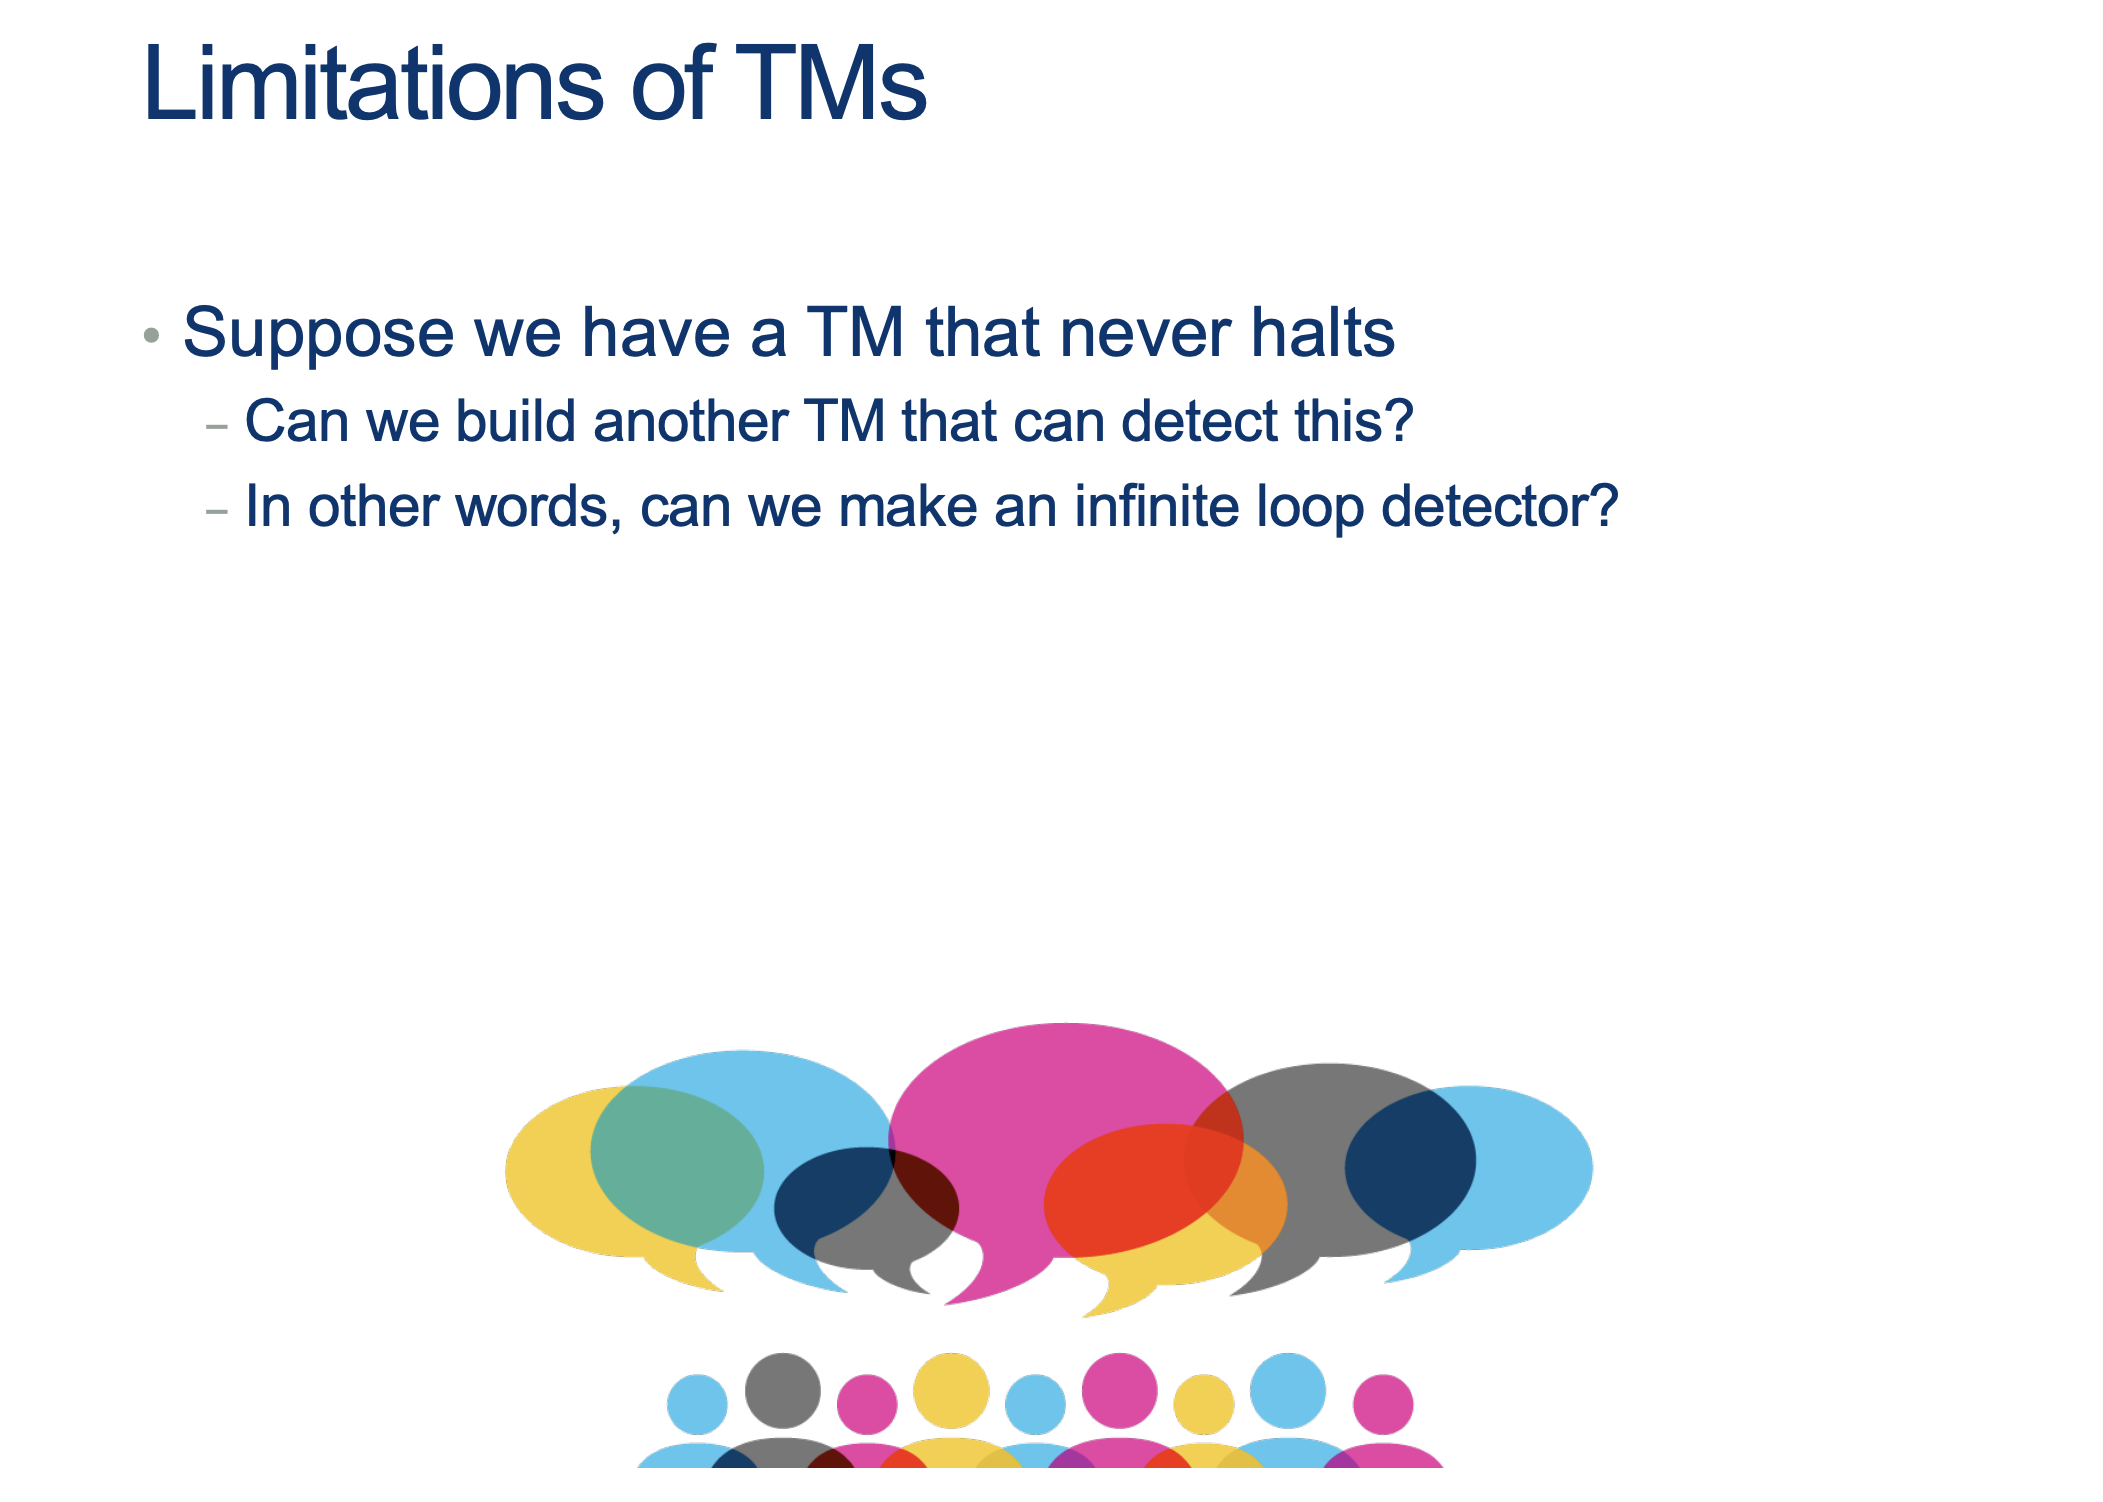 Limitations of TMs
• Suppose we have a TM that never halts
– Can we build another TM that can detect this?
– In other words, can we make an infinite loop detector?